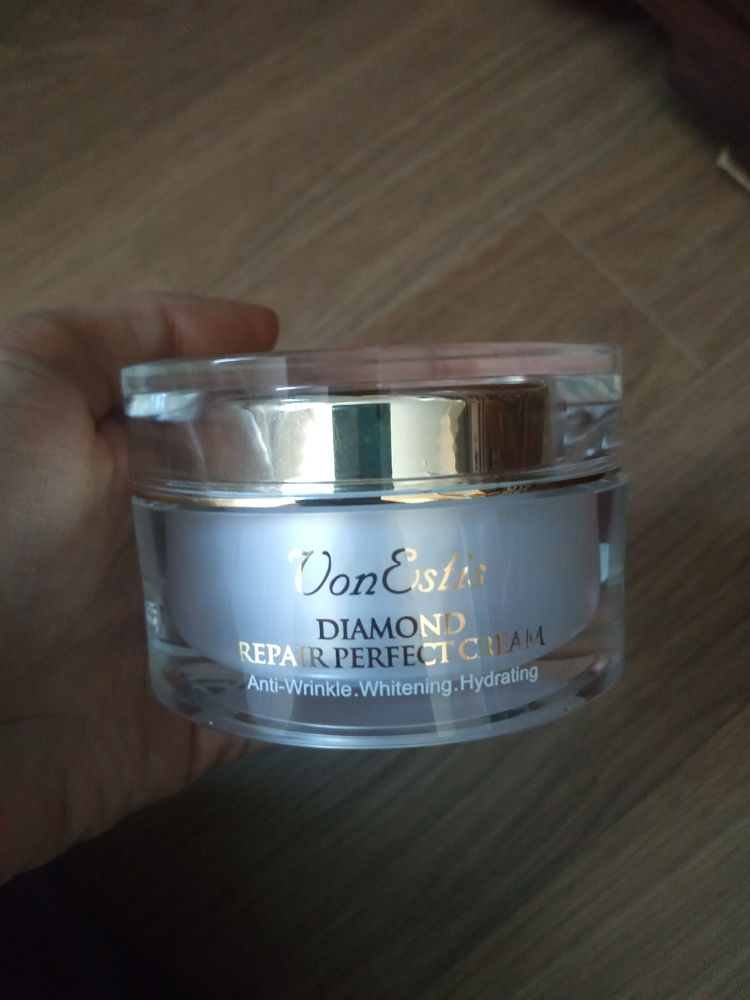 VonEstis
DIAMOND
REPAIR PERFECT CREAM
Anti-Wrinkle.Whitening.Hydrating